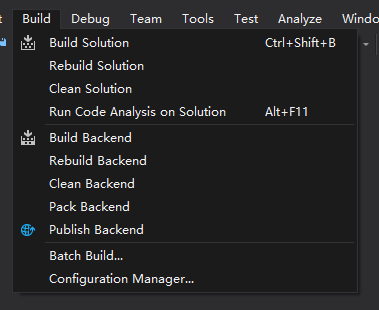 t Build Debug Team Tools Test Analyze Windo
Build Solution Ctrl+Shift+B
Rebuild Solution
Clean Solution
Run Code Analysis on Solution Alt+F11
Build Backend
Rebuild Backend
Clean Backend
Pack Backend
Publish Backend
Batch Build...
Configuration Manager...